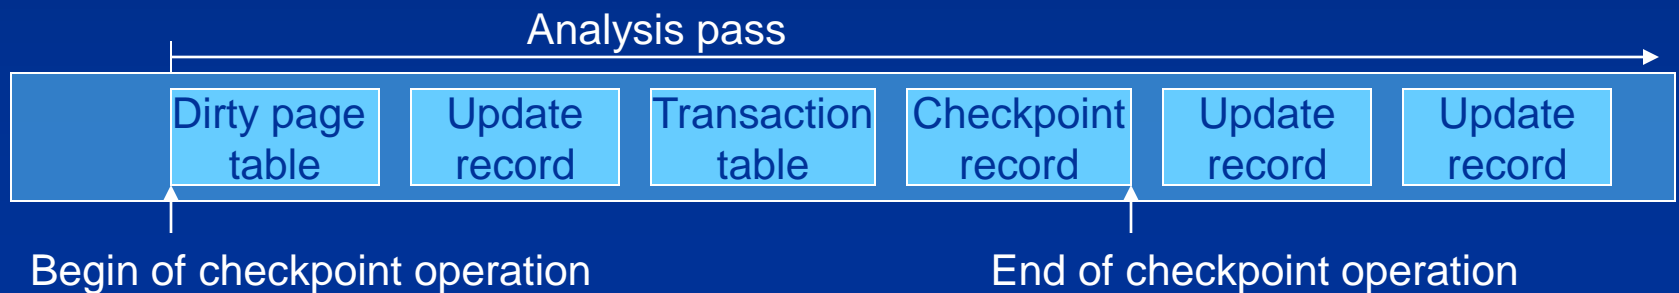 Analysis pass
Dirty page
table
Update
record
Transaction
table
Checkpoint
record
Update
record
Update
record
Begin of checkpoint operation
End of checkpoint operation